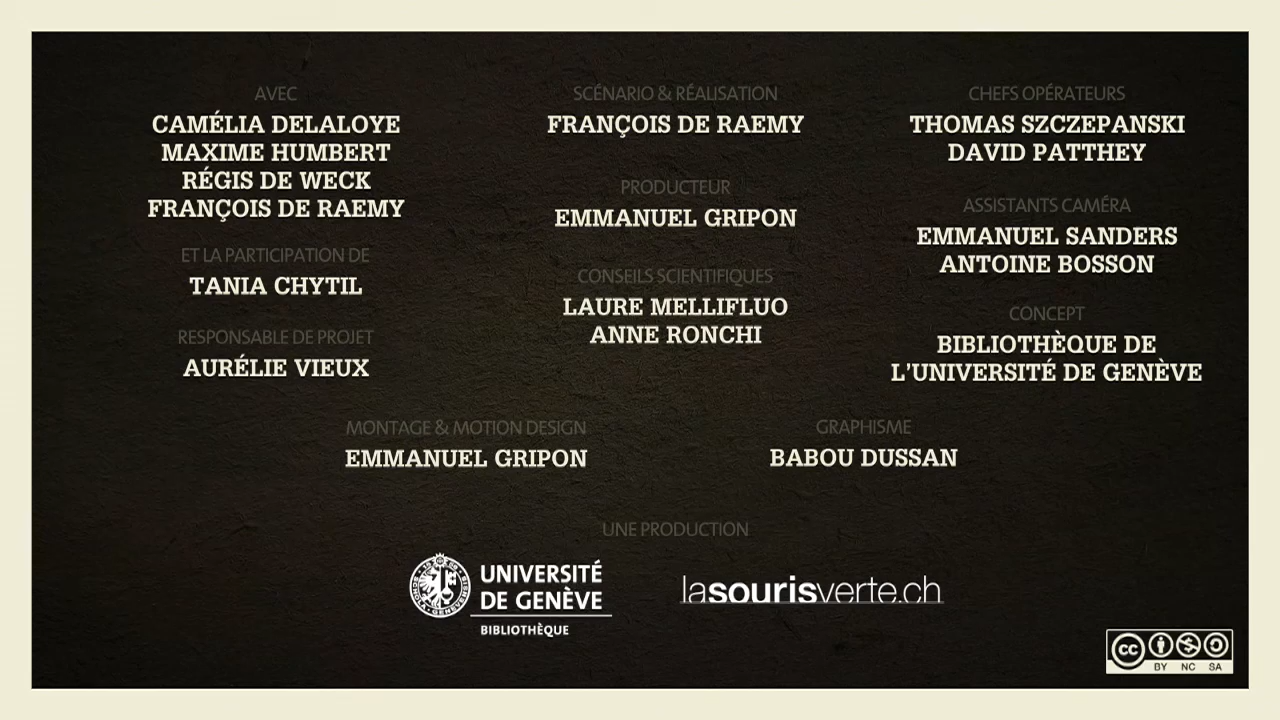 AVEC
CAMÉLIA DELALOYE
MAXIME HUMBERT
RÉGIS DE WECK
FRANÇOIS DE RAEMY
ET LA PARTICIPATION DE
TANIA CHYTIL
RESPONSABLE DE PROJET
AURÉLIE VIEUX
SCÉNARIO & RÉALISATION
FRANÇOIS DE RAEMY
PRODUCTEUR
EMMANUEL GRIPON
CONSEILS SCIENTIFIQUES
LAURE MELLIFLUO
ANNE RONCHI
CHEFS OPÉRATEURS
THOMAS SZCZEPANSKI
DAVID PATTHEY
ASSISTANTS CAMÉRA
EMMANUEL SANDERS
ANTOINE BOSSON
CONCEPT
BIBLIOTHÈQUE DE
L'UNIVERSITÉ DE GENÈVE
MONTAGE & MOTION DESIGN
EMMANUEL GRIPON
GRAPHISME
BABOU DUSSAN
UNE PRODUCTION
UNIVERSITÉ
DE GENÈVE
BIBLIOTHÈQUE
lasourisverte.ch
cc
BY NC SA